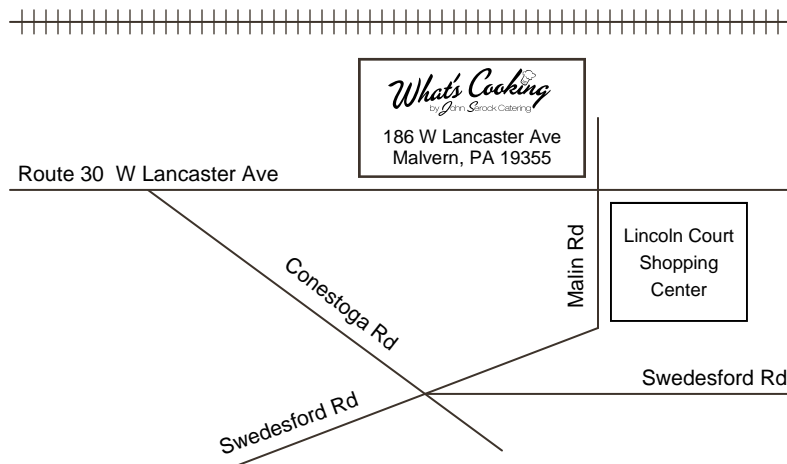 What's Cooking
by John Serock Catering
186 W Lancaster Ave
Malvern, PA 19355
Route 30 W Lancaster Ave
Malin Rd
Lincoln Court
Shopping
Center
Conestoga Rd
Swedesford Rd
Swedesford Rd